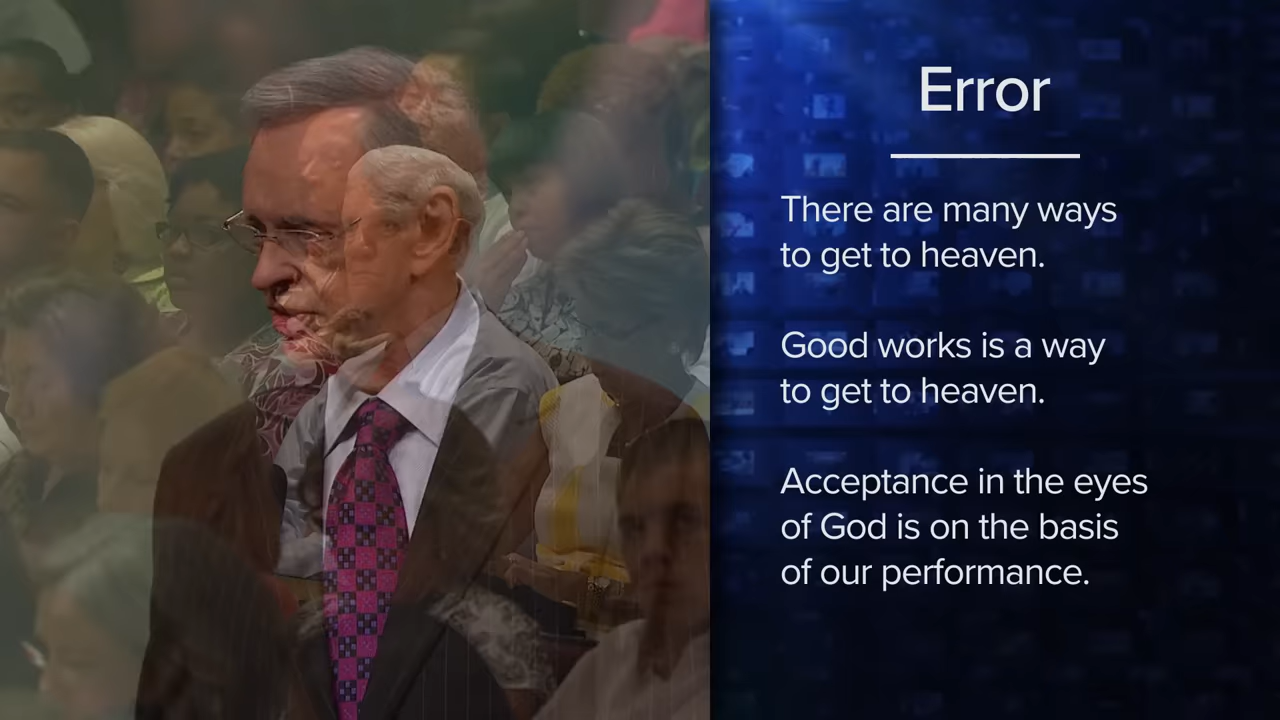 Error
There are many ways
to get to heaven.
Good works is a way
to get to heaven.
Acceptance in the eyes
of God is on the basis
of our performance.